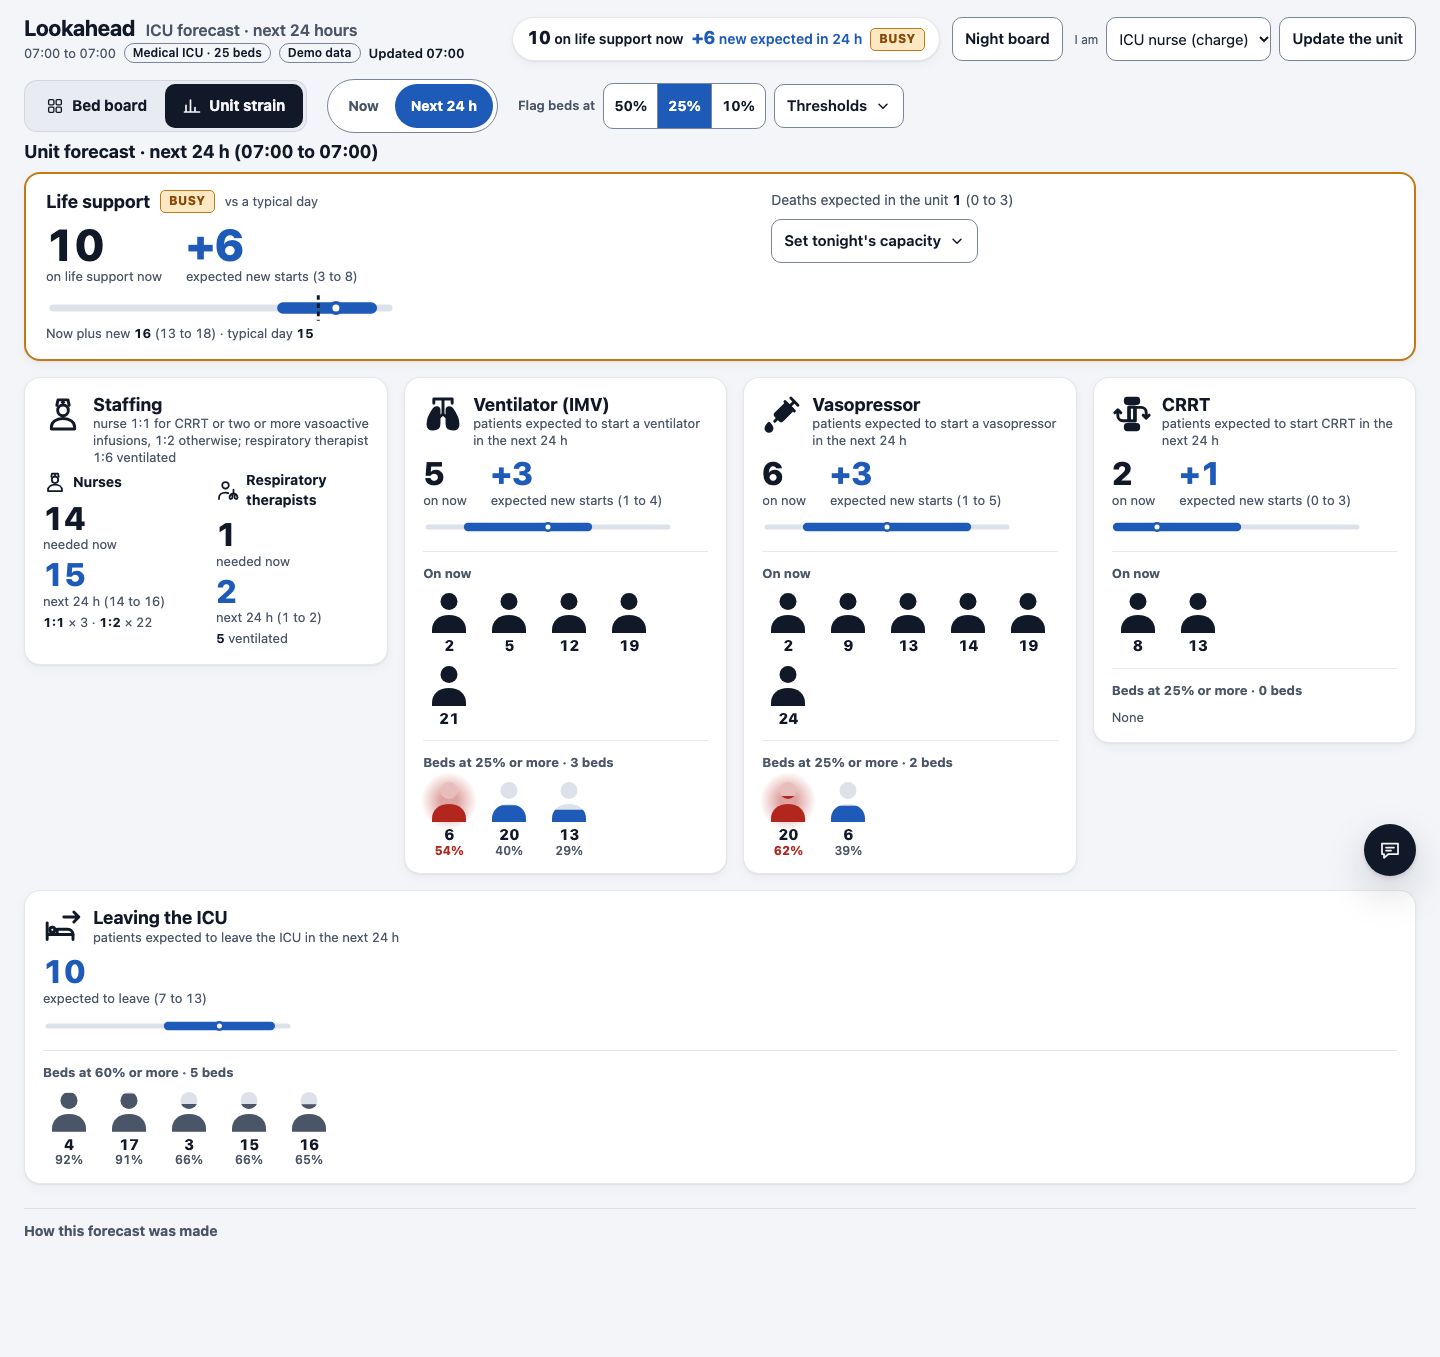 Lookahead ICU forecast · next 24 hours
07:00 to 07:00 Medical ICU · 25 beds Demo data Updated 07:00
10 on life support now +6 new expected in 24 h BUSY
Night board
I am ICU nurse (charge)
Update the unit
Bed board Unit strain
Now Next 24 h
Flag beds at 50% 25% 10%
Thresholds
Unit forecast · next 24 h (07:00 to 07:00)
Life support BUSY vs a typical day
10 +6
on life support now expected new starts (3 to 8)
Now plus new 16 (13 to 18) · typical day 15
Deaths expected in the unit 1 (0 to 3)
Set tonight's capacity
Staffing
nurse 1:1 for CRRT or two or more vasoactive
infusions, 1:2 otherwise; respiratory therapist
1:6 ventilated
Nurses
14
needed now
15
next 24 h (14 to 16)
1:1 × 3 · 1:2 × 22
Respiratory
therapists
1
needed now
2
next 24 h (1 to 2)
5 ventilated
Ventilator (IMV)
patients expected to start a ventilator
in the next 24 h
5 +3
on now expected new starts (1 to 4)
On now
2 5 12 19
21
Beds at 25% or more · 3 beds
6 20 13
54% 40% 29%
Vasopressor
patients expected to start a vasopressor
in the next 24 h
6 +3
on now expected new starts (1 to 5)
On now
2 9 13 14 19
24
Beds at 25% or more · 2 beds
20 6
62% 39%
CRRT
patients expected to start CRRT in the
next 24 h
2 +1
on now expected new starts (0 to 3)
On now
8 13
Beds at 25% or more · 0 beds
None
Leaving the ICU
patients expected to leave the ICU in the next 24 h
10
expected to leave (7 to 13)
Beds at 60% or more · 5 beds
4 17 3 15 16
92% 91% 66% 66% 65%
How this forecast was made